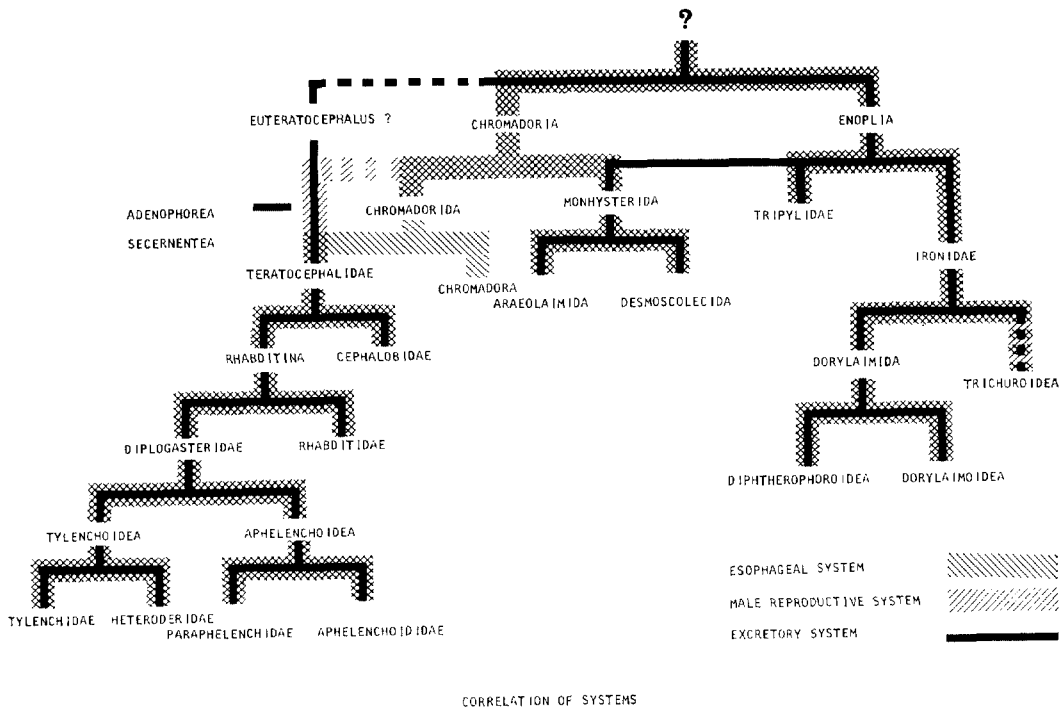 ?
EUTERATOCEPHALUS ?
CHROMADORIA
ENOPLIA
ADENOPHOREA
SECERNENTEA
CHROMADORIDA
MONHYSTERIDA
TRIPYLIDAE
IRONIDAE
TERATOCEPHALIDAE
CHROMADORA
ARAEOLAIMIDA
DESMOSCOLECIDA
RHABDITINA
CEPHALOBIDAE
DORYLAIMIDA
TRICHUROIDEA
DIPLOGASTERIDAE
RHABDITIDAE
DIPHTHEROPHOROIDEA
DORYLAIMOIDEA
TYLENCHOIDEA
APHELENCHOIDEA
TYLENCHIDAE
HETERODERIDAE
PARAPHELENCHIDAE
APHELENCHOIDIDAE
ESOPHAGEAL SYSTEM
MALE REPRODUCTIVE SYSTEM
EXCRETORY SYSTEM
CORRELATION OF SYSTEMS